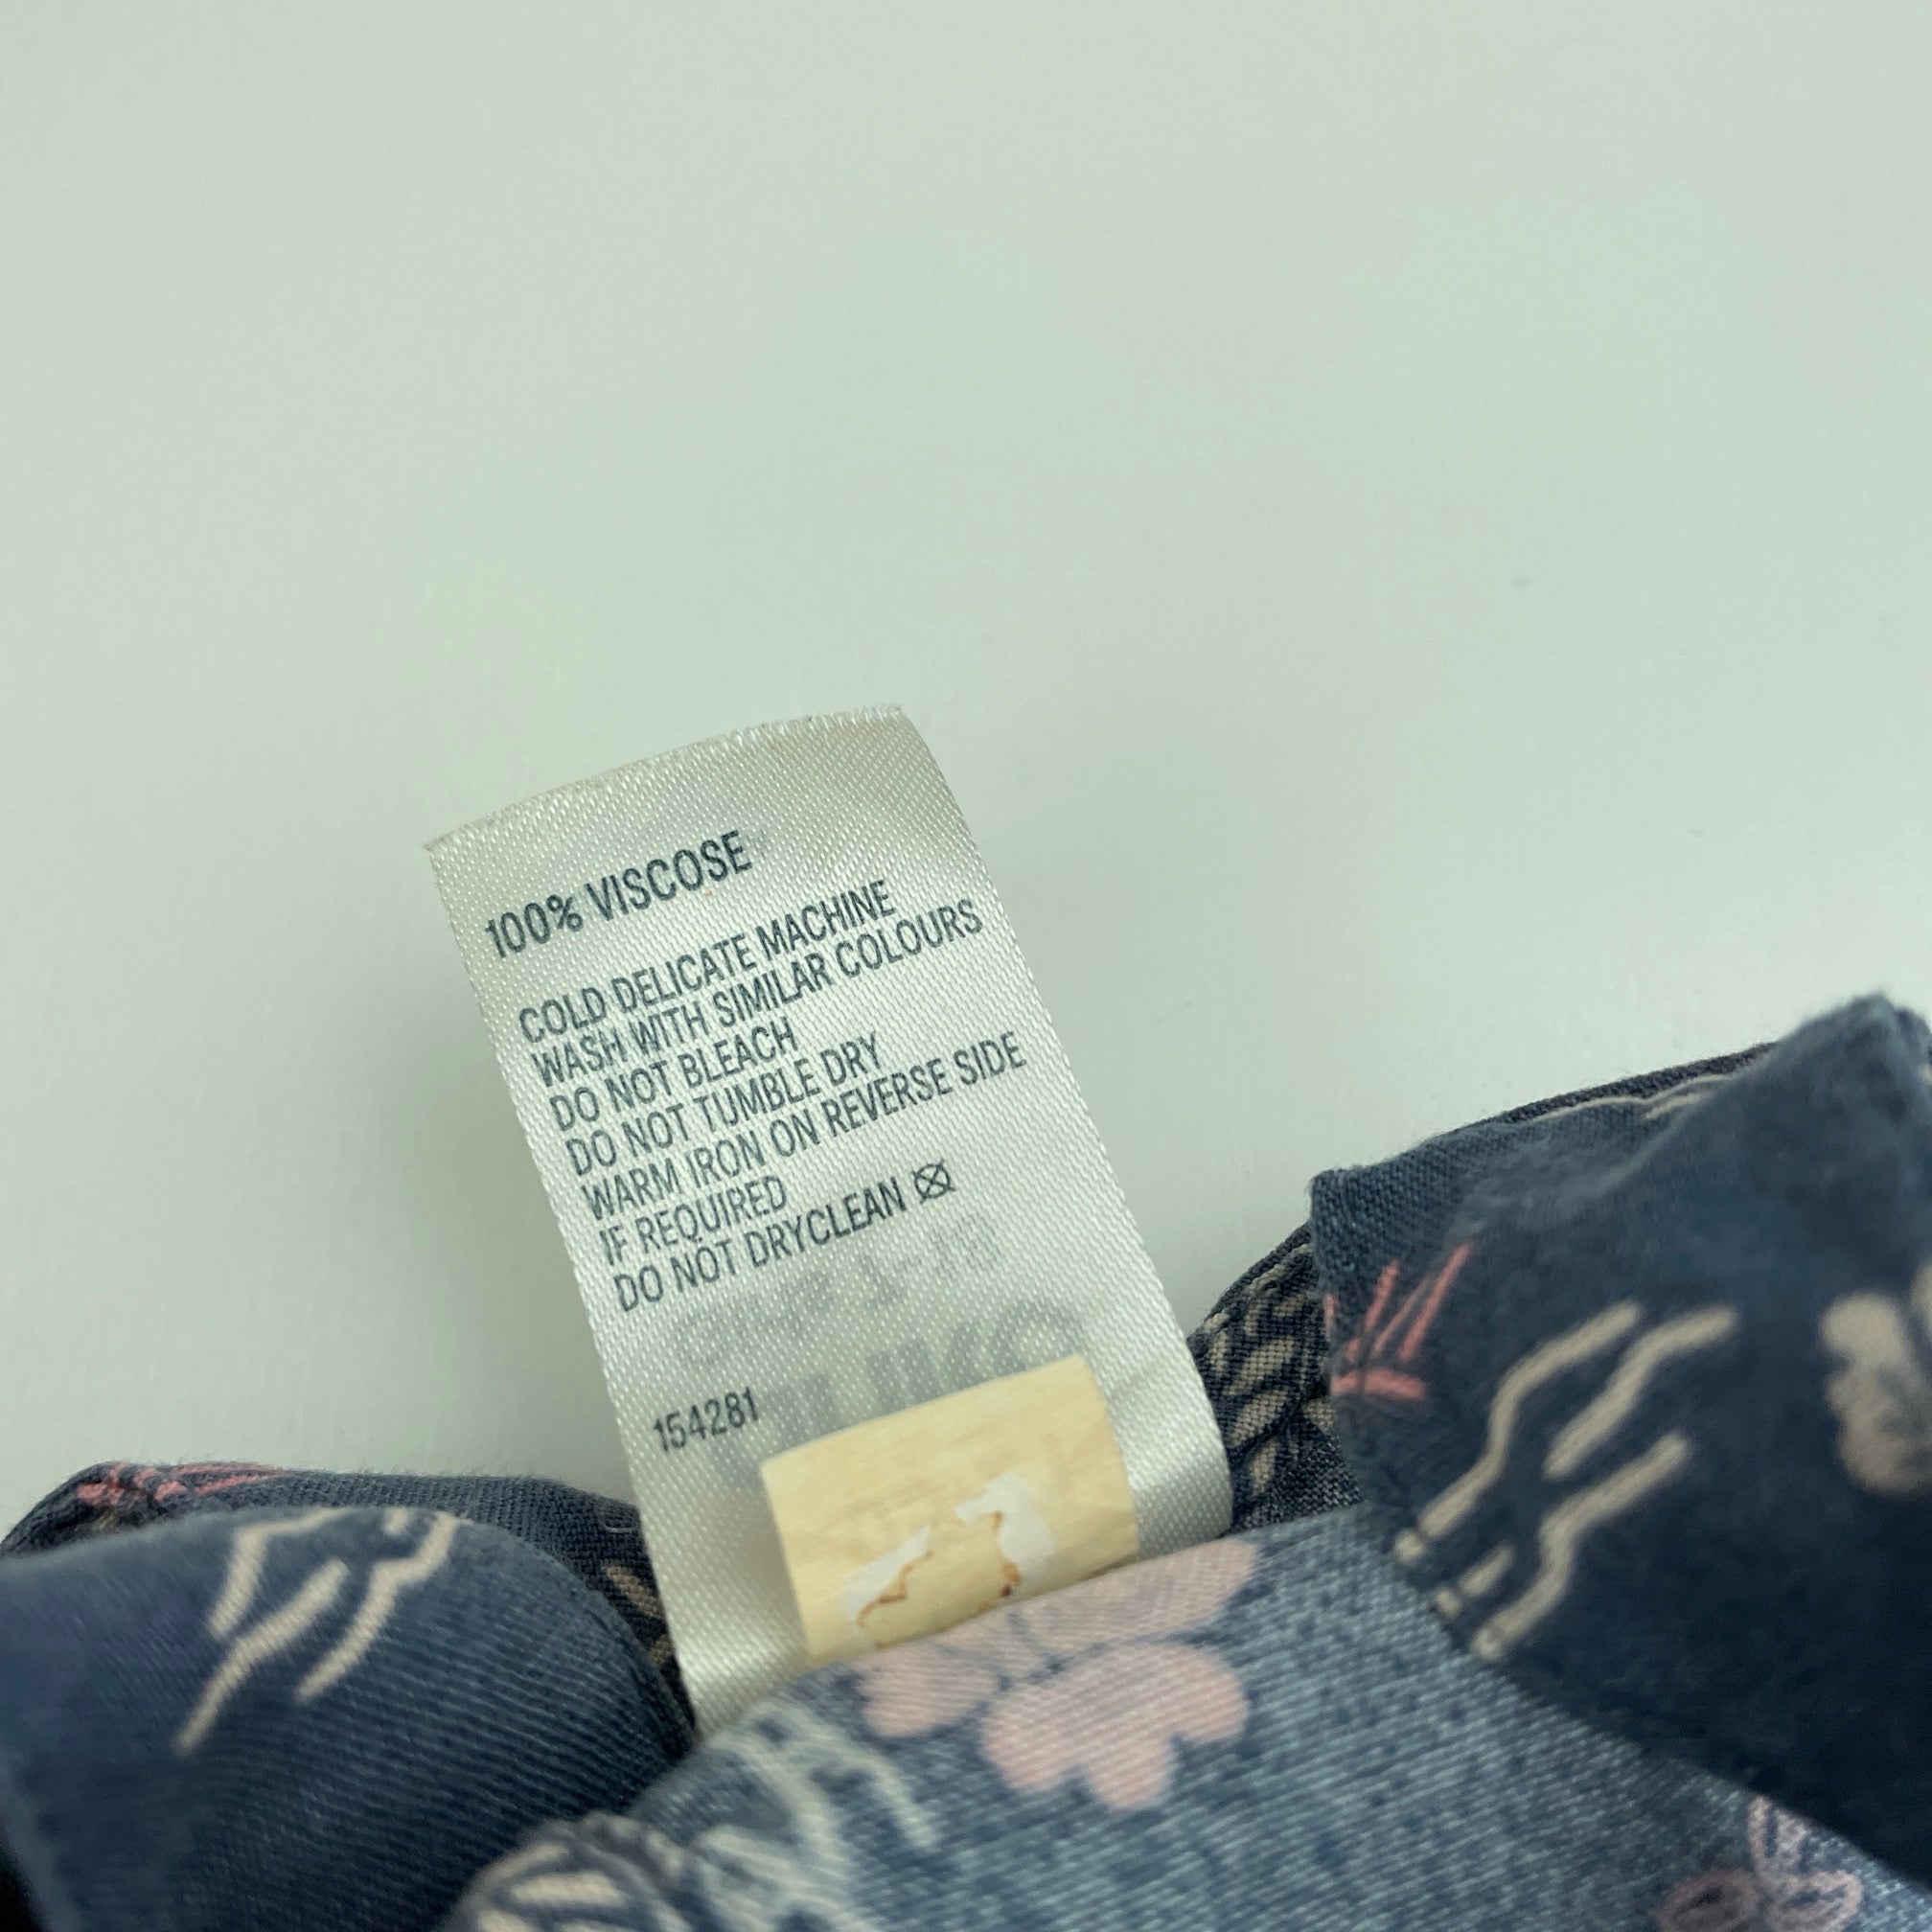 100% VISCOSE
COLD DELICATE MACHINE
WASH WITH SIMILAR COLOURS
DO NOT BLEACH
DO NOT TUMBLE DRY
WARM IRON ON REVERSE SIDE
IF REQUIRED
DO NOT DRYCLEAN
154281